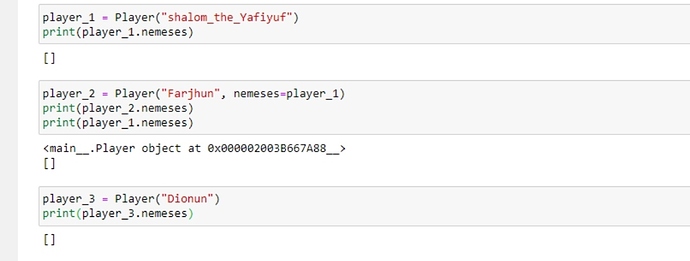 player_1 = Player("shalom_the_Yafiyuf")
print(player_1.nemeses)
[]
player_2 = Player("Farjhun", nemeses=player_1)
print(player_2.nemeses)
print(player_1.nemeses)
<main__.Player object at 0x000002003B667A88__>
[]
player_3 = Player("Dionun")
print(player_3.nemeses)
[]